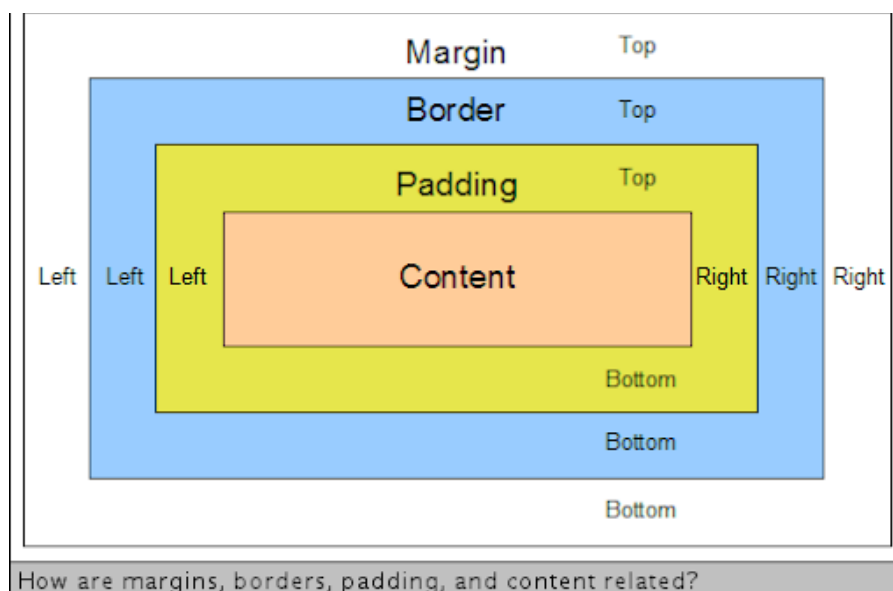 Margin Top
Border Top
Padding Top
Left Left Left Content Right Right Right
Bottom
Bottom
Bottom
How are margins, borders, padding, and content related?